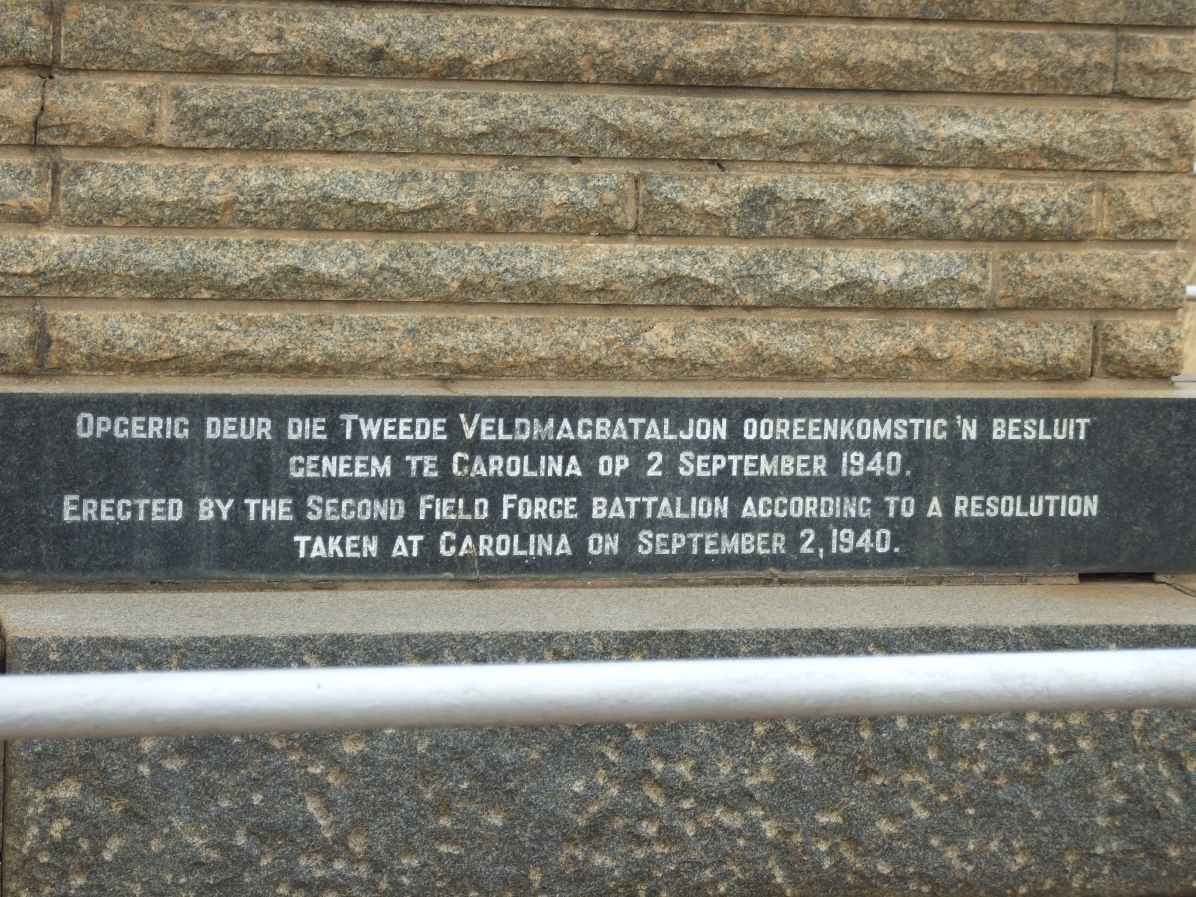 OPGERIG DEUR DIE TWEEDE VELDMAGBATALJON OOREENKOMSTIG 'N BESLUIT
GENEEM TE CAROLINA OP 2 SEPTEMBER 1940.
ERECTED BY THE SECOND FIELD FORCE BATTALION ACCORDING TO A RESOLUTION
TAKEN AT CAROLINA ON SEPTEMBER 2, 1940.